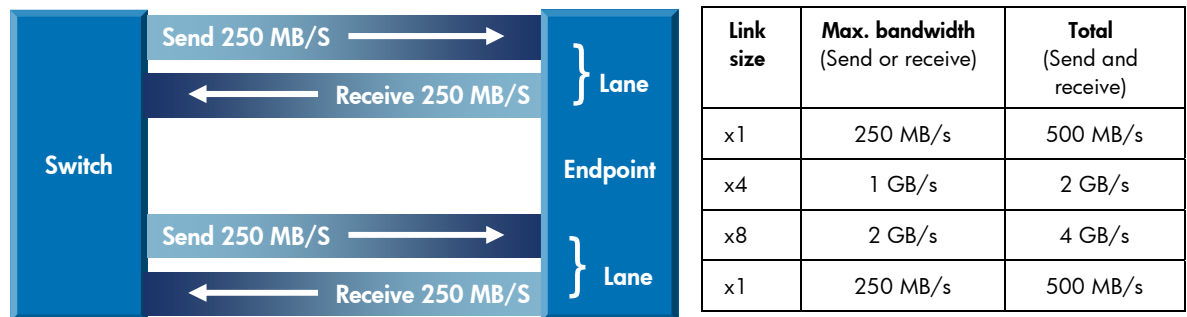 Send 250 MB/S
Receive 250 MB/S
} Lane
Switch
Endpoint
Send 250 MB/S
Receive 250 MB/S
} Lane
Link size Max. bandwidth (Send or receive) Total (Send and receive)
x1 250 MB/s 500 MB/s
x4 1 GB/s 2 GB/s
x8 2 GB/s 4 GB/s
x1 250 MB/s 500 MB/s